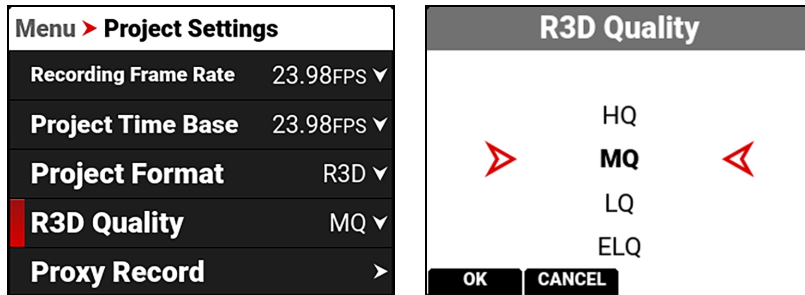 Menu > Project Settings
Recording Frame Rate 23.98FPS
Project Time Base 23.98FPS
Project Format R3D
R3D Quality MQ
Proxy Record >
R3D Quality
HQ
MQ
LQ
ELQ
OK CANCEL